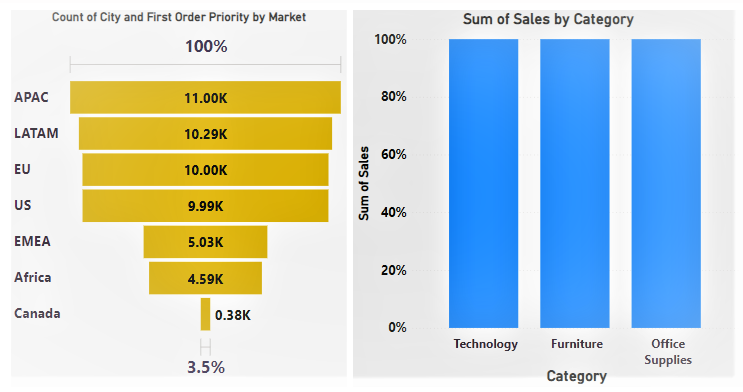 Count of City and First Order Priority by Market
100%
APAC 11.00K
LATAM 10.29K
EU 10.00K
US 9.99K
EMEA 5.03K
Africa 4.59K
Canada 0.38K
3.5%
Sum of Sales by Category
100%
80%
60%
40%
20%
0%
Sum of Sales
Technology Furniture Office
Supplies
Category